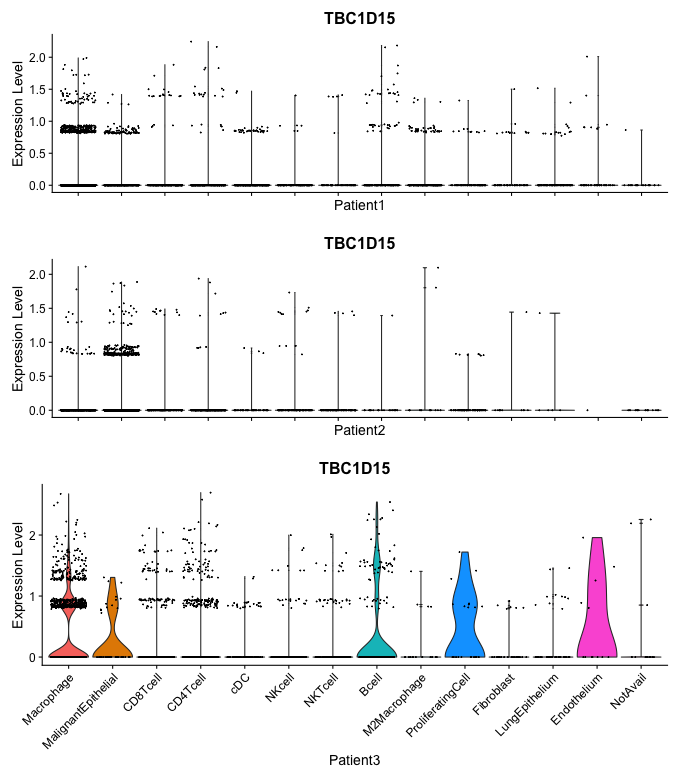 TBC1D15
Expression Level
2.0
1.5
1.0
0.5
0.0
Patient1
TBC1D15
Expression Level
2.0
1.5
1.0
0.5
0.0
Patient2
TBC1D15
Expression Level
2
1
0
Macrophage
MalignantEpithelial
CD8Tcell
CD4Tcell
cDC
NKcell
NKTcell
Bcell
M2Macrophage
ProliferatingCell
Fibroblast
LungEpithelium
Endothelium
NotAvail
Patient3